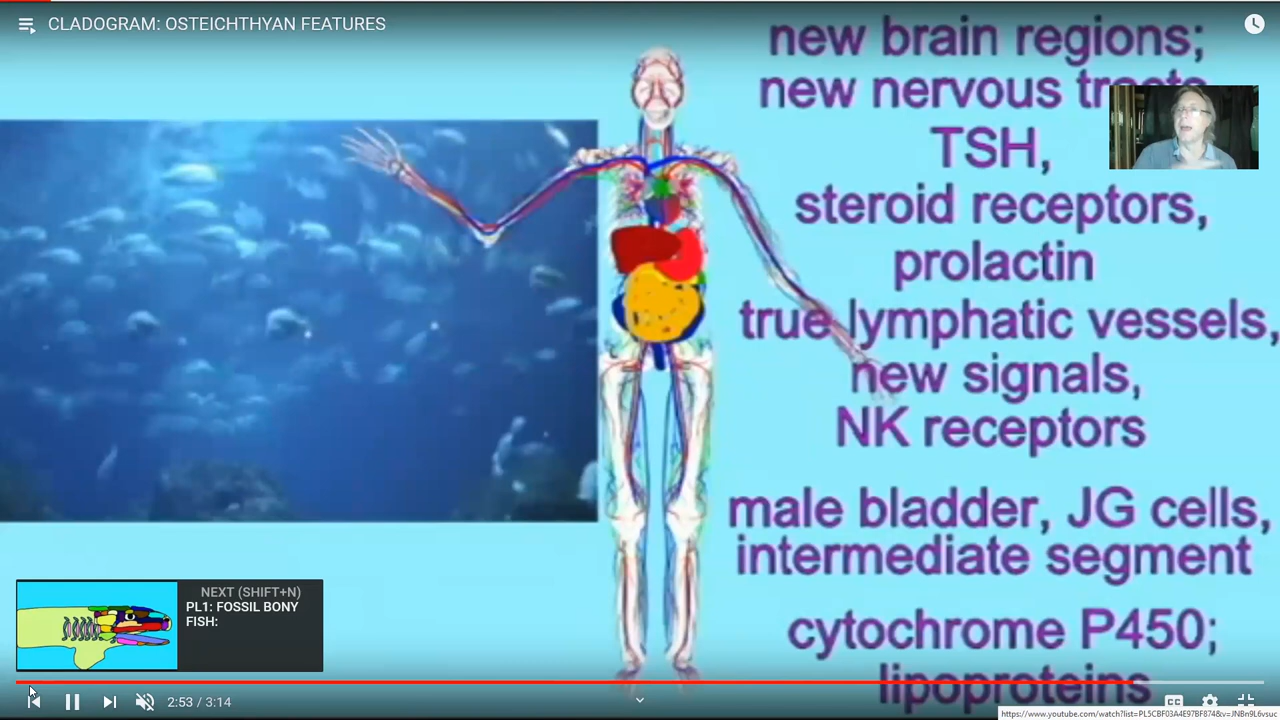 CLADOGRAM: OSTEICHTHYAN FEATURES
new brain regions;
new nervous tracts
TSH,
steroid receptors,
prolactin
true lymphatic vessels,
new signals,
NK receptors
male bladder, JG cells,
intermediate segment
cytochrome P450;
lipoproteins
NEXT (SHIFT+N)
PL1: FOSSIL BONY
FISH:
2:53 / 3:14
CC